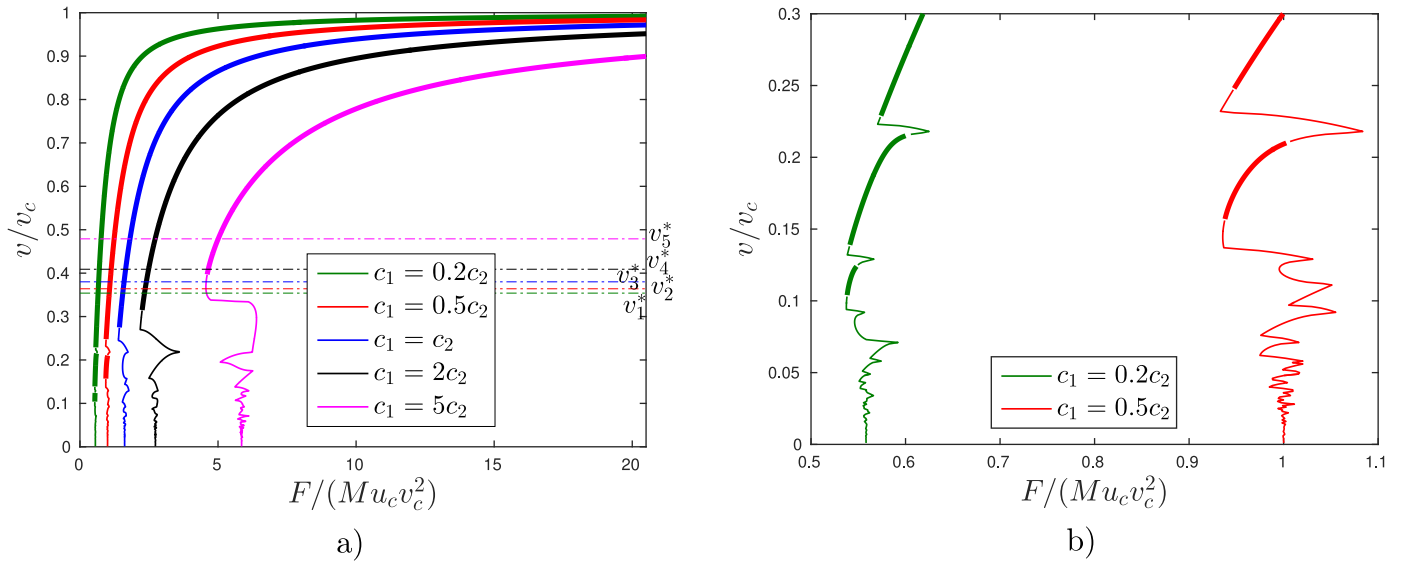 1
0.9
0.8
0.7
0.6
0.5
0.4
0.3
0.2
0.1
0
v/v_c
0 5 10 15 20
F/(Mu_cv_c^2)
v_5^*
v_4^*
v_3^* v_2^*
v_1^*
c_1 = 0.2c_2
c_1 = 0.5c_2
c_1 = c_2
c_1 = 2c_2
c_1 = 5c_2
a)
0.3
0.25
0.2
0.15
0.1
0.05
0
v/v_c
0.5 0.6 0.7 0.8 0.9 1 1.1
F/(Mu_cv_c^2)
c_1 = 0.2c_2
c_1 = 0.5c_2
b)